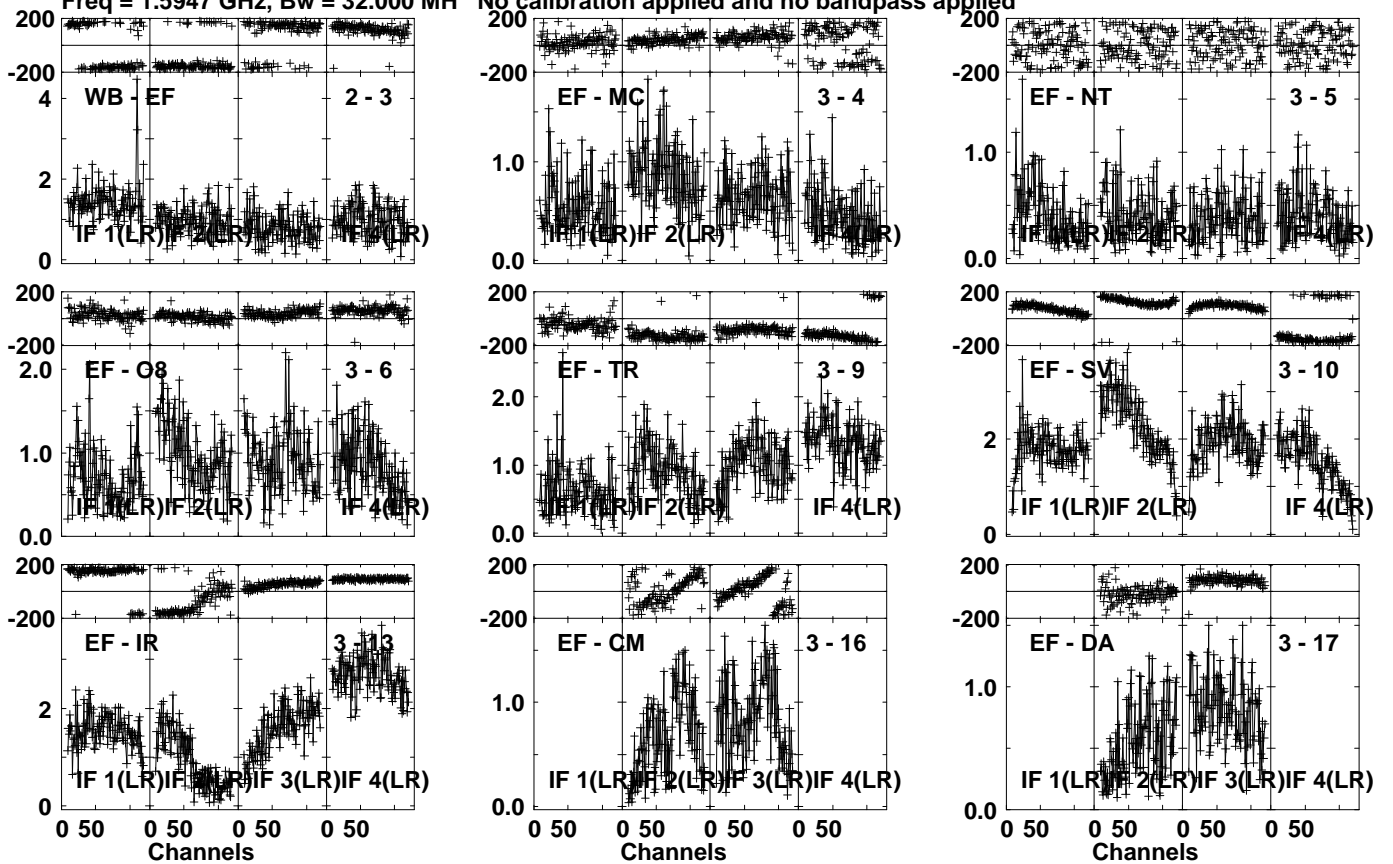 Freq = 1.5947 GHz, Bw = 32.000 MH No calibration applied and no bandpass applied
200
-200
WB - EF 2 - 3
4
2
0
IF 1(LR) IF 2(LR) IF 4(LR)
200
-200
EF - MC 3 - 4
1.0
0.0
IF 1(LR) IF 2(LR) IF 4(LR)
200
-200
EF - NT 3 - 5
1.0
0.0
IF 1(LR) IF 2(LR) IF 4(LR)
200
-200
EF - O8 3 - 6
2.0
1.0
0.0
IF 1(LR) IF 2(LR) IF 4(LR)
200
-200
EF - TR 3 - 9
2.0
1.0
0.0
IF 1(LR) IF 2(LR) IF 4(LR)
200
-200
EF - SV 3 - 10
2
0
IF 1(LR) IF 2(LR) IF 4(LR)
200
-200
EF - IR 3 - 13
2
0
IF 1(LR) IF 2(LR) IF 3(LR) IF 4(LR)
0 50 0 50 0 50 0 50
Channels
200
-200
EF - CM 3 - 16
1.0
0.0
IF 1(LR) IF 2(LR) IF 3(LR) IF 4(LR)
0 50 0 50 0 50 0 50
Channels
200
-200
EF - DA 3 - 17
1.0
0.0
IF 1(LR) IF 2(LR) IF 3(LR) IF 4(LR)
0 50 0 50 0 50 0 50
Channels